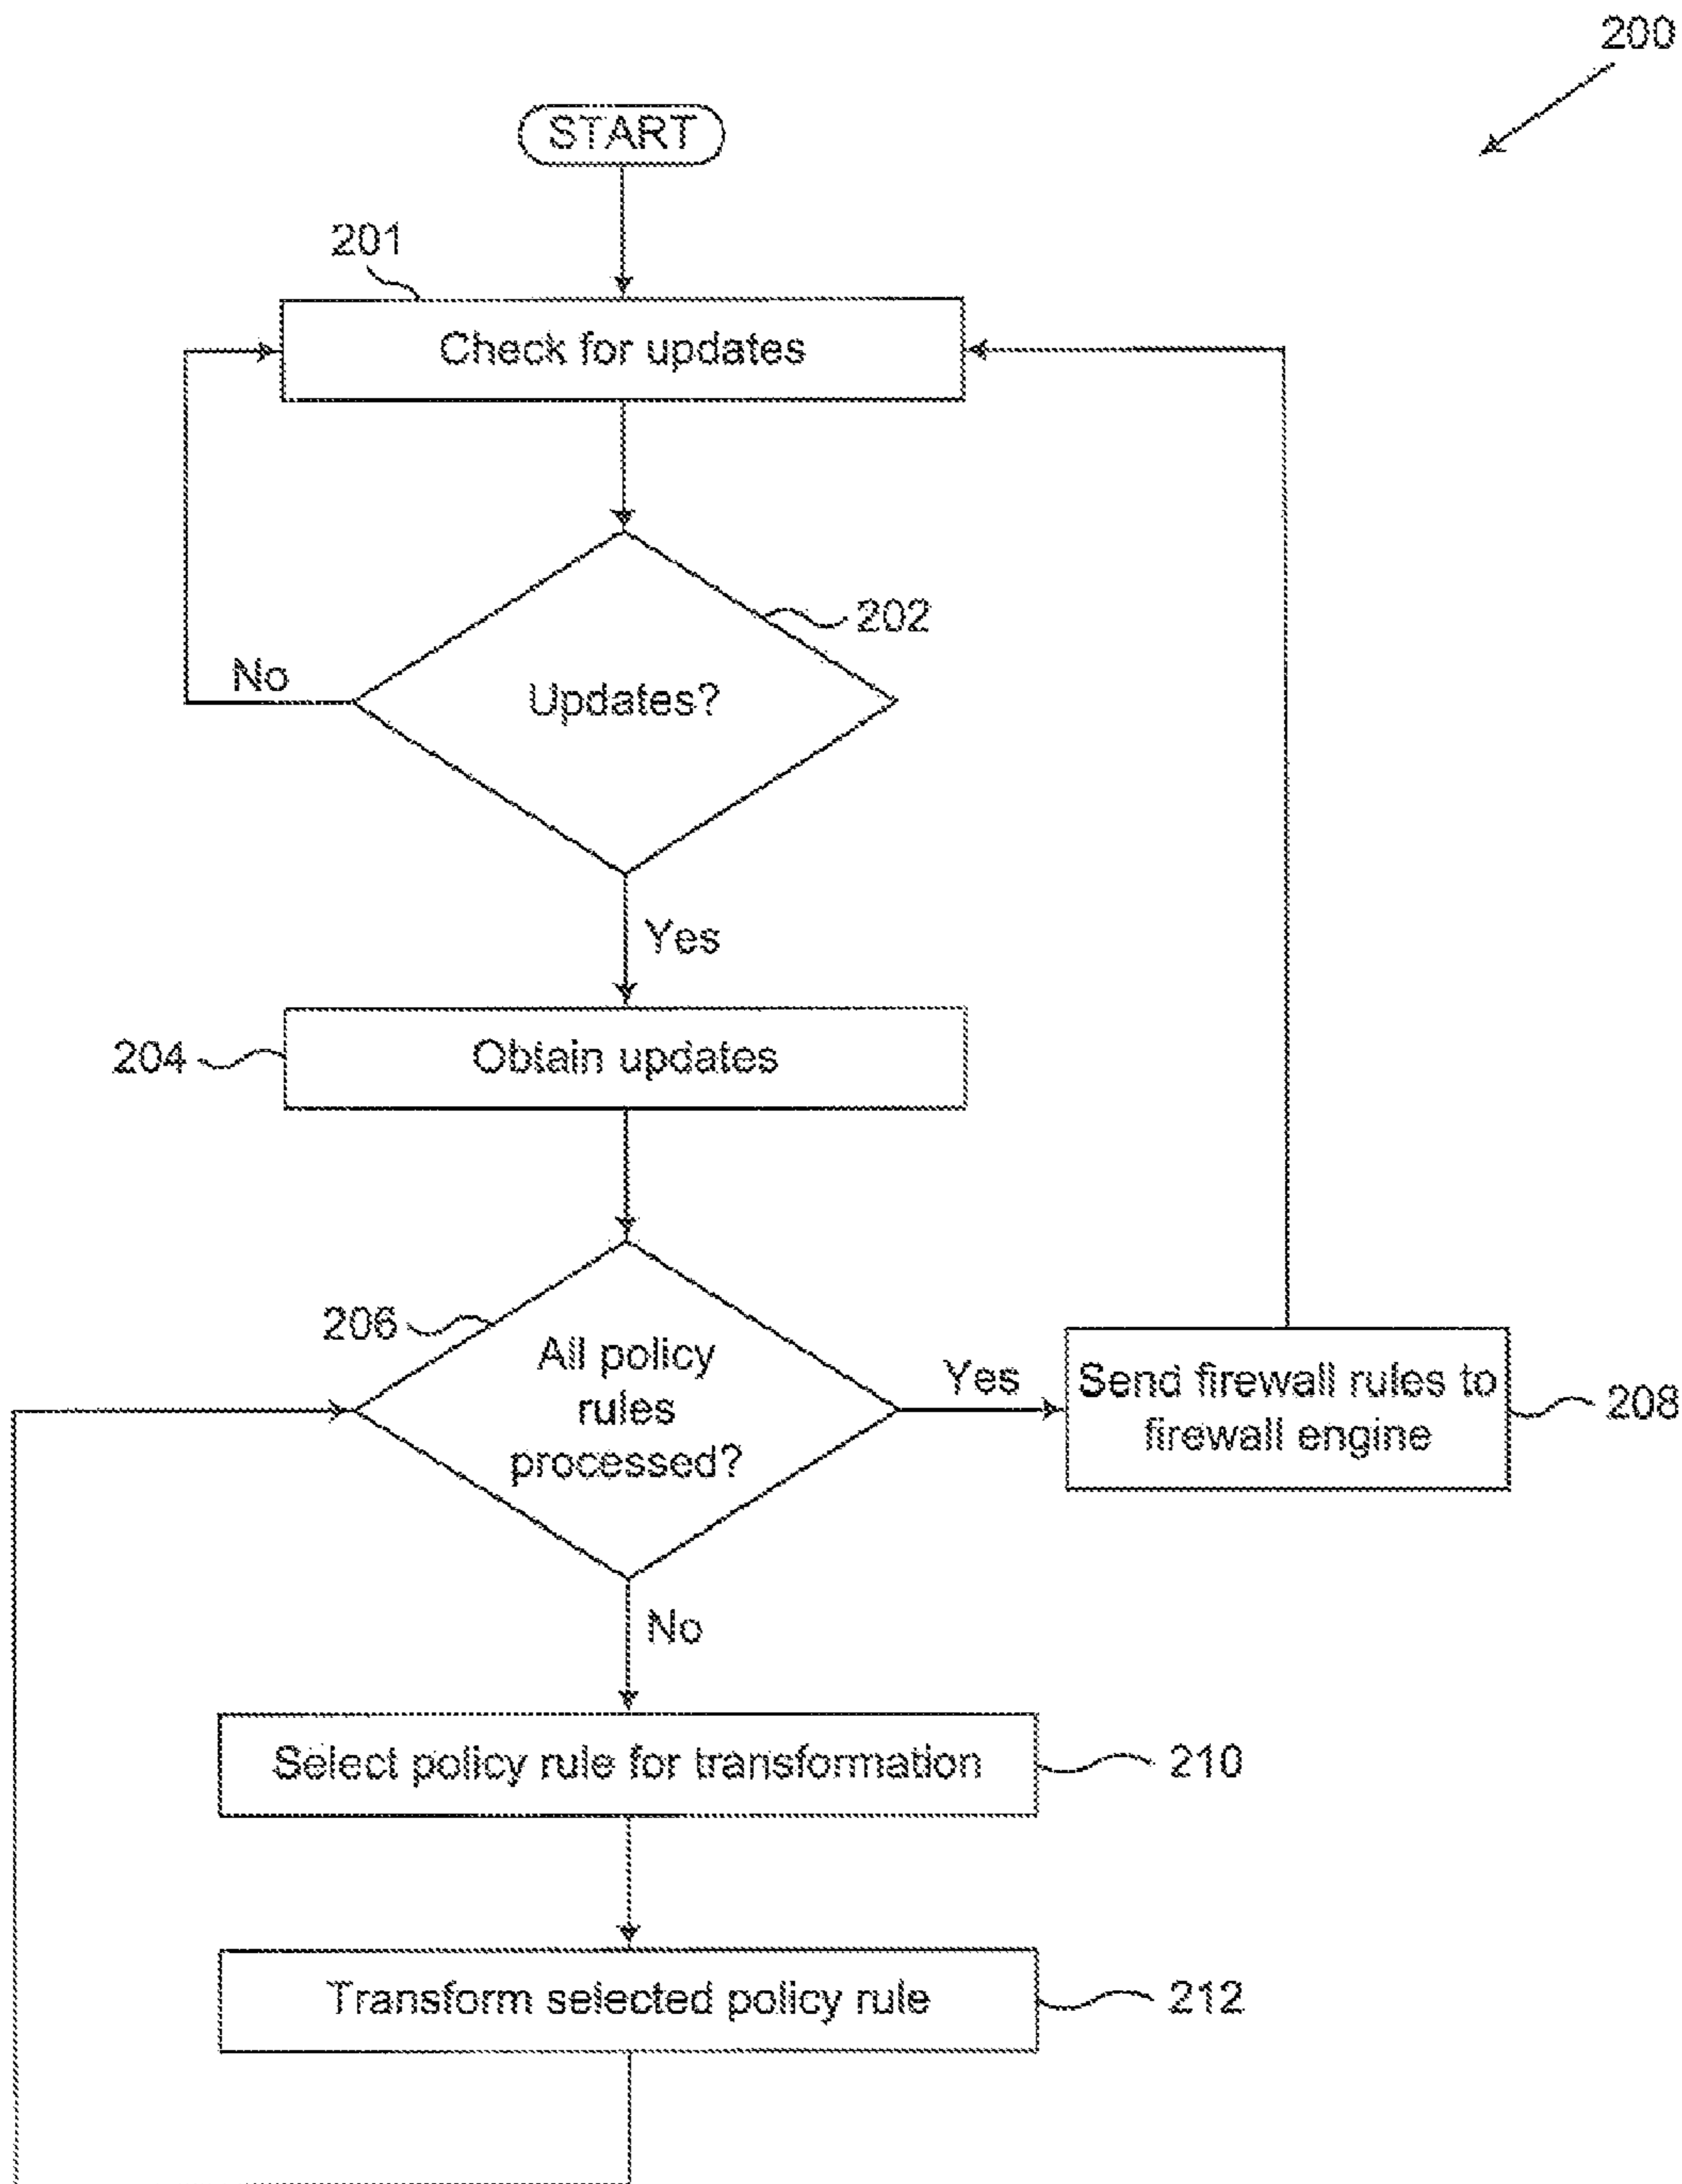 200
START
201
Check for updates
202
No
Updates?
Yes
204
Obtain updates
206
All policy
rules
processed?
Yes
Send firewall rules to
firewall engine
208
No
Select policy rule for transformation
210
Transform selected policy rule
212